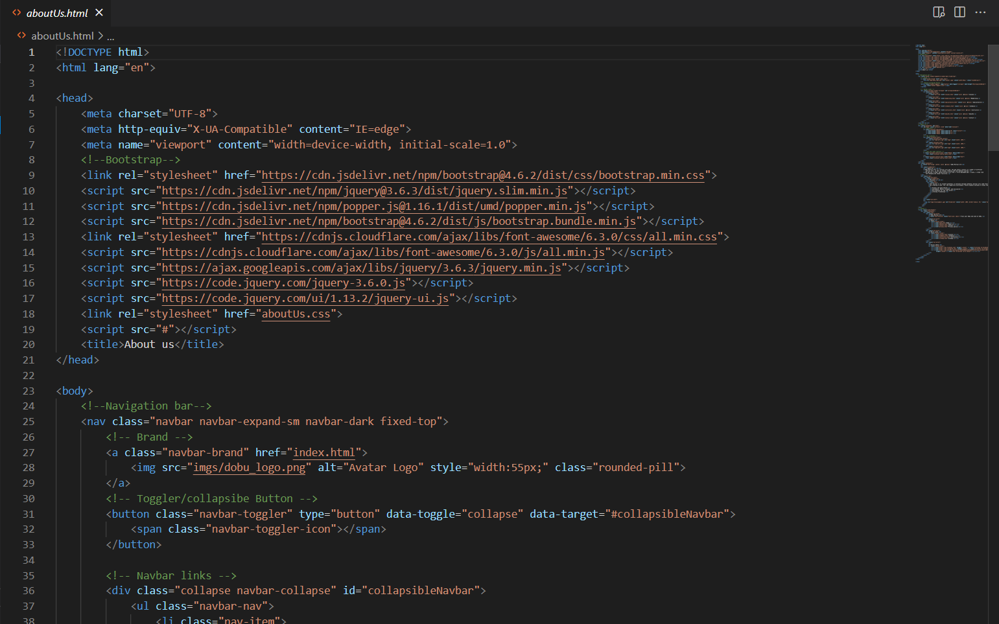 aboutUs.html
aboutUs.html > ...
1 <!DOCTYPE html>
2 <html lang="en">
3
4 <head>
5 <meta charset="UTF-8">
6 <meta http-equiv="X-UA-Compatible" content="IE=edge">
7 <meta name="viewport" content="width=device-width, initial-scale=1.0">
8 <!--Bootstrap-->
9 <link rel="stylesheet" href="https://cdn.jsdelivr.net/npm/bootstrap@4.6.2/dist/css/bootstrap.min.css">
10 <script src="https://cdn.jsdelivr.net/npm/jquery@3.6.3/dist/jquery.slim.min.js"></script>
11 <script src="https://cdn.jsdelivr.net/npm/popper.js@1.16.1/dist/umd/popper.min.js"></script>
12 <script src="https://cdn.jsdelivr.net/npm/bootstrap@4.6.2/dist/js/bootstrap.bundle.min.js"></script>
13 <link rel="stylesheet" href="https://cdnjs.cloudflare.com/ajax/libs/font-awesome/6.3.0/css/all.min.css">
14 <script src="https://cdnjs.cloudflare.com/ajax/libs/font-awesome/6.3.0/js/all.min.js"></script>
15 <script src="https://ajax.googleapis.com/ajax/libs/jquery/3.6.3/jquery.min.js"></script>
16 <script src="https://code.jquery.com/jquery-3.6.0.js"></script>
17 <script src="https://code.jquery.com/ui/1.13.2/jquery-ui.js"></script>
18 <link rel="stylesheet" href="aboutUs.css">
19 <script src="#"></script>
20 <title>About us</title>
21 </head>
22
23 <body>
24 <!--Navigation bar-->
25 <nav class="navbar navbar-expand-sm navbar-dark fixed-top">
26 <!-- Brand -->
27 <a class="navbar-brand" href="index.html">
28 <img src="imgs/dobu_logo.png" alt="Avatar Logo" style="width:55px;" class="rounded-pill">
29 </a>
30 <!-- Toggler/collapsibe Button -->
31 <button class="navbar-toggler" type="button" data-toggle="collapse" data-target="#collapsibleNavbar">
32 <span class="navbar-toggler-icon"></span>
33 </button>
34
35 <!-- Navbar links -->
36 <div class="collapse navbar-collapse" id="collapsibleNavbar">
37 <ul class="navbar-nav">
38 <li class="nav-item">